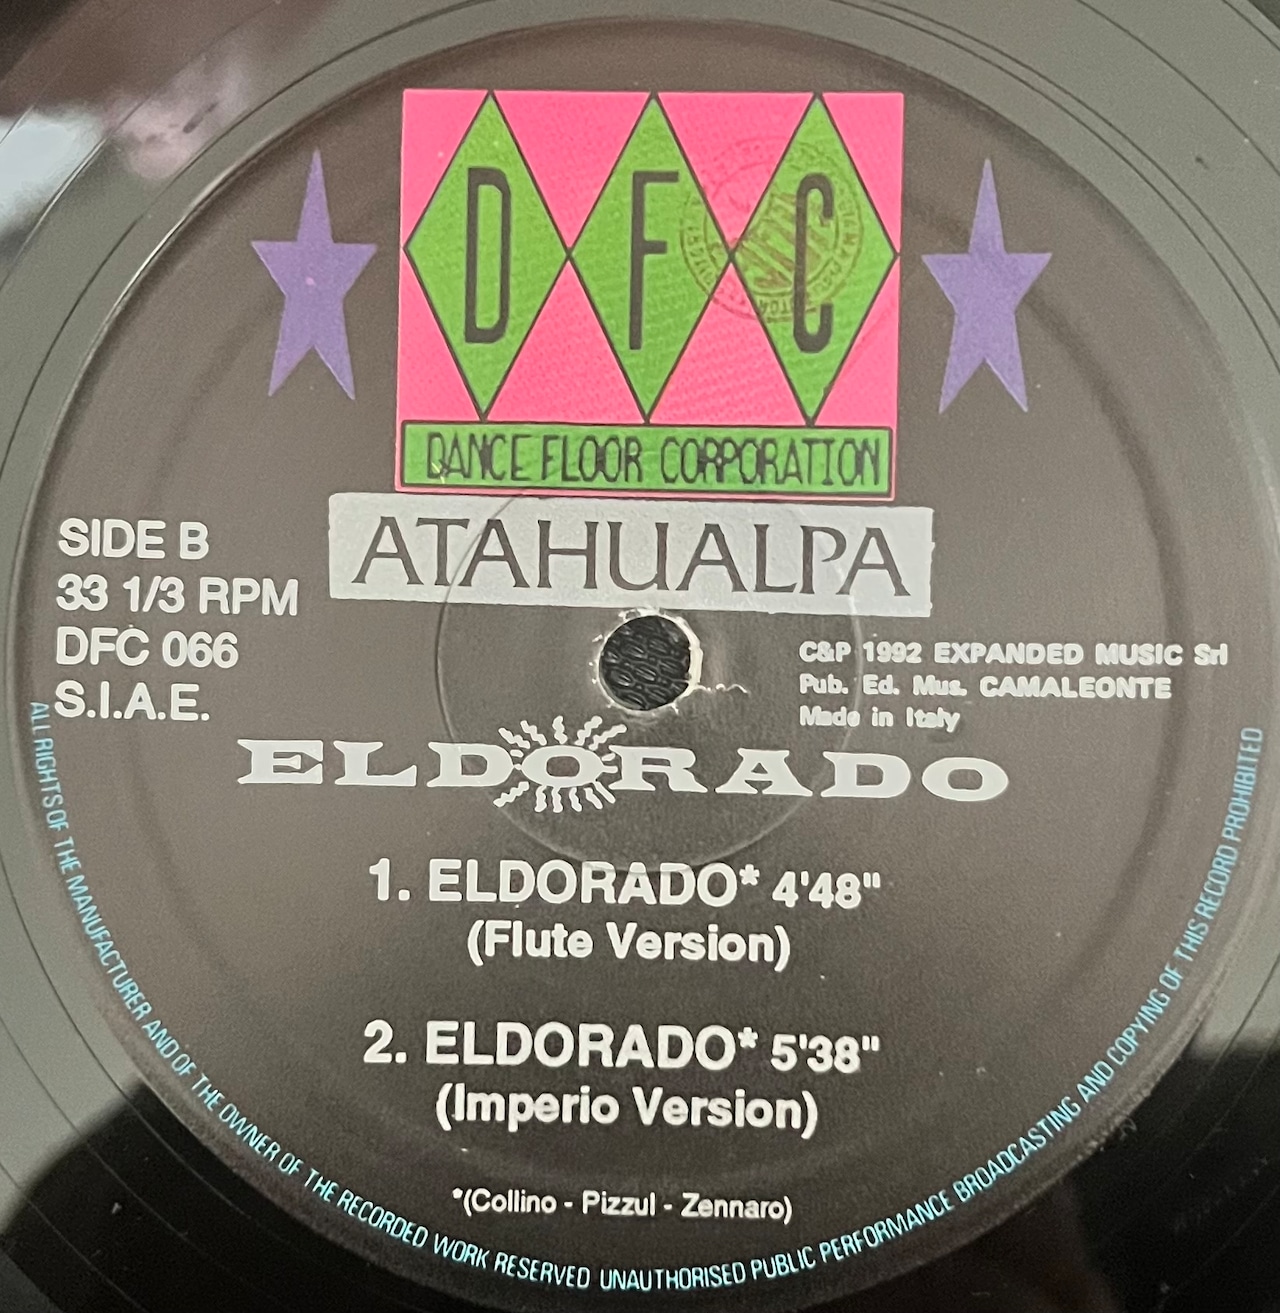 D F C
DANCE FLOOR CORPORATION
ATAHUALPA
SIDE B
33 1/3 RPM
DFC 066
S.I.A.E.
C&P 1992 EXPANDED MUSIC Srl
Pub. Ed. Mus. CAMALEONTE
Made in Italy
ELDORADO
1. ELDORADO* 4'48"
(Flute Version)
2. ELDORADO* 5'38"
(Imperio Version)
*(Collino - Pizzul - Zennaro)
ALL RIGHTS OF THE MANUFACTURER AND OF THE OWNER OF THE RECORDED WORK RESERVED UNAUTHORISED PUBLIC PERFORMANCE BROADCASTING AND COPYING OF THIS RECORD PROHIBITED